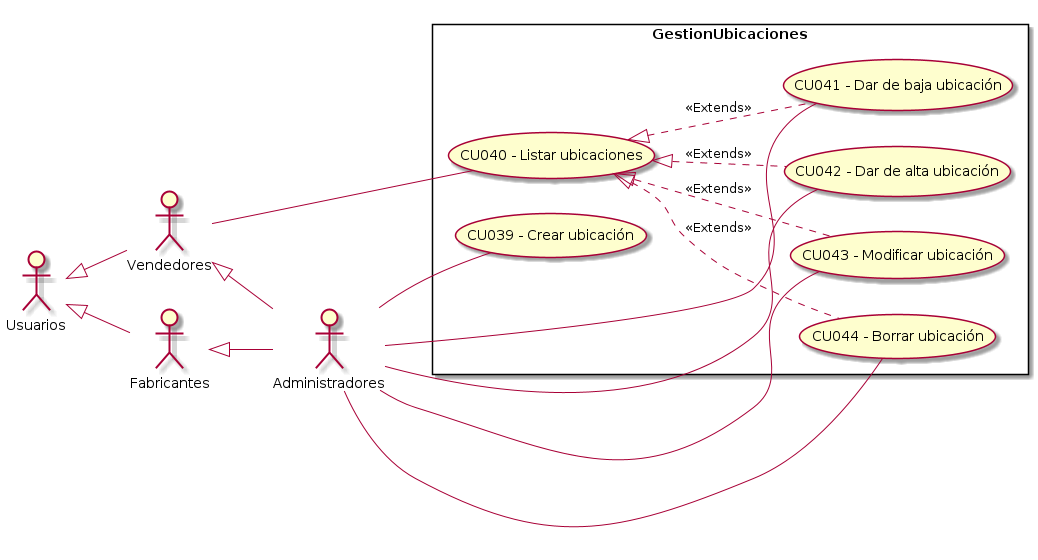 GestionUbicaciones
CU041 - Dar de baja ubicación
«Extends»
CU040 - Listar ubicaciones
«Extends»
CU042 - Dar de alta ubicación
«Extends»
CU039 - Crear ubicación
«Extends»
CU043 - Modificar ubicación
Vendedores
Usuarios
CU044 - Borrar ubicación
Fabricantes
Administradores